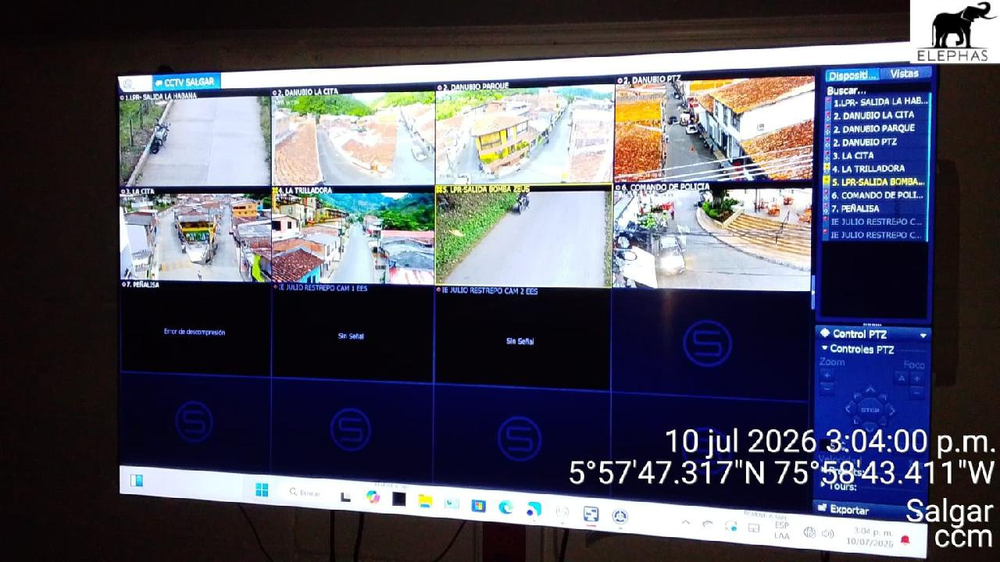 ELEPHAS
CCTV SALGAR
Dispositi...
Vistas
Buscar...
1.LPR- SALIDA LA HABANA
2. DANUBIO LA CITA
2. DANUBIO PARQUE
2. DANUBIO PTZ
1.LPR- SALIDA LA HAB...
2. DANUBIO LA CITA
2. DANUBIO PARQUE
2. DANUBIO PTZ
3. LA CITA
4. LA TRILLADORA
5. LPR-SALIDA BOMBA...
6. COMANDO DE POLI...
7. PEÑALISA
IE JULIO RESTREPO C...
IE JULIO RESTREPO C...
3. LA CITA
4. LA TRILLADORA
5. LPR-SALIDA BOMBA ZEUS
6. COMANDO DE POLICIA
7. PEÑALISA
IE JULIO RESTREPO CAM 1 EES
IE JULIO RESTREPO CAM 2 EES
Error de descompresión
Sin Señal
Sin Señal
Control PTZ
Controles PTZ
Zoom
Foco
A
STOP
Tours:
Exportar
10 jul 2026 3:04:00 p.m.
5°57'47.317"N 75°58'43.411"W
Salgar
ccm
Buscar
ESP
LAA
3:04 p. m.
10/07/2026